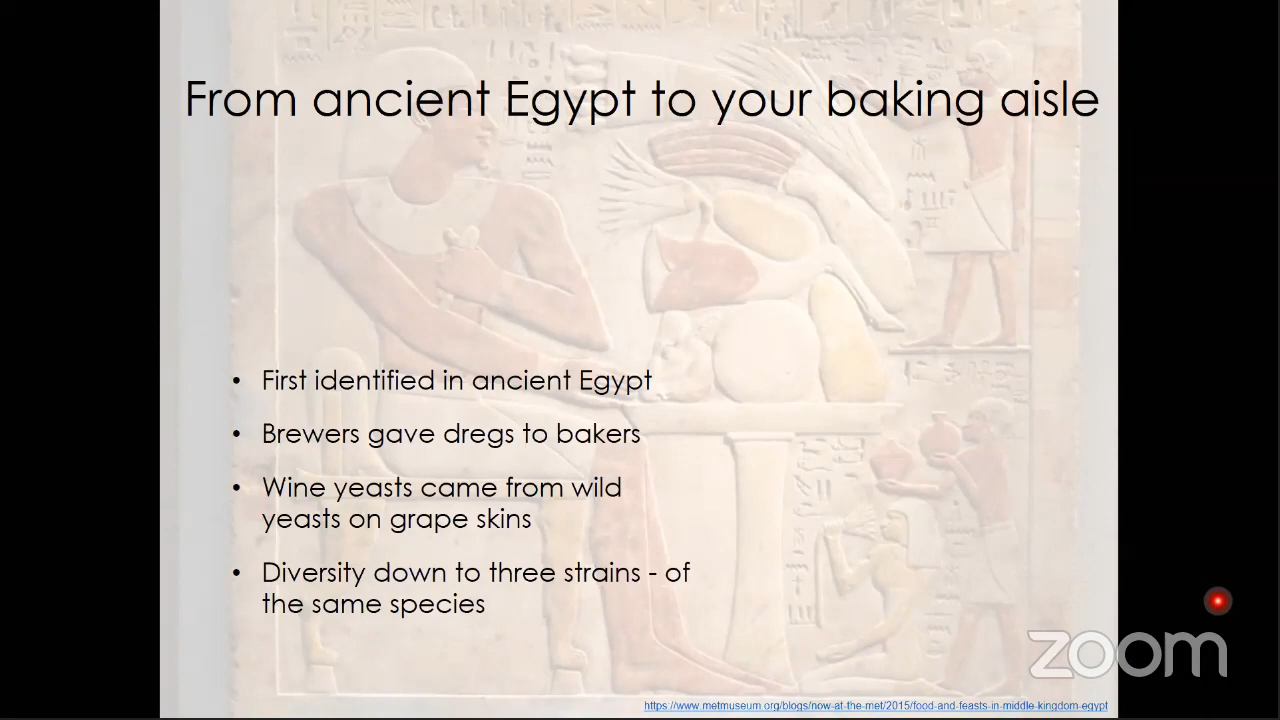 From ancient Egypt to your baking aisle
• First identified in ancient Egypt
• Brewers gave dregs to bakers
• Wine yeasts came from wild
yeasts on grape skins
• Diversity down to three strains - of
the same species
zoom
https://www.metmuseum.org/blogs/now-at-the-met/2015/food-and-feasts-in-middle-kingdom-egypt